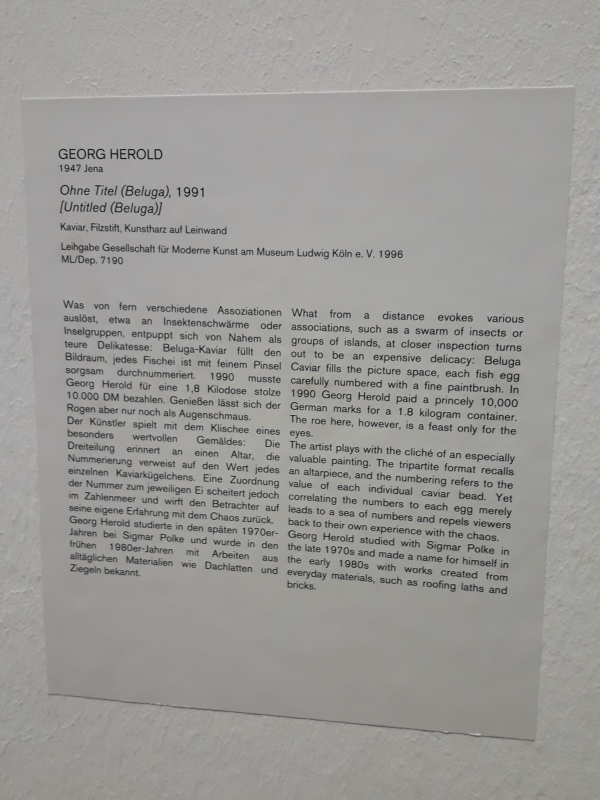 GEORG HEROLD
1947 Jena
Ohne Titel (Beluga), 1991
[Untitled (Beluga)]
Kaviar, Filzstift, Kunstharz auf Leinwand
Leihgabe Gesellschaft für Moderne Kunst am Museum Ludwig Köln e. V. 1996
ML/Dep. 7190
Was von fern verschiedene Assoziationen
auslöst, etwa an Insektenschwärme oder
Inselgruppen, entpuppt sich von Nahem als
teure Delikatesse: Beluga-Kaviar füllt den
Bildraum, jedes Fischei ist mit feinem Pinsel
sorgsam durchnummeriert. 1990 musste
Georg Herold für eine 1,8 Kilodose stolze
10.000 DM bezahlen. Genießen lässt sich der
Rogen aber nur noch als Augenschmaus.
Der Künstler spielt mit dem Klischee eines
besonders wertvollen Gemäldes: Die
Dreiteilung erinnert an einen Altar, die
Nummerierung verweist auf den Wert jedes
einzelnen Kaviarkügelchens. Eine Zuordnung
der Nummer zum jeweiligen Ei scheitert jedoch
im Zahlenmeer und wirft den Betrachter auf
seine eigene Erfahrung mit dem Chaos zurück.
Georg Herold studierte in den späten 1970er-
Jahren bei Sigmar Polke und wurde in den
frühen 1980er-Jahren mit Arbeiten aus
alltäglichen Materialien wie Dachlatten und
Ziegeln bekannt.
What from a distance evokes various
associations, such as a swarm of insects or
groups of islands, at closer inspection turns
out to be an expensive delicacy: Beluga
Caviar fills the picture space, each fish egg
carefully numbered with a fine paintbrush. In
1990 Georg Herold paid a princely 10,000
German marks for a 1.8 kilogram container.
The roe here, however, is a feast only for the
eyes.
The artist plays with the cliché of an especially
valuable painting. The tripartite format recalls
an altarpiece, and the numbering refers to the
value of each individual caviar bead. Yet
correlating the numbers to each egg merely
leads to a sea of numbers and repels viewers
back to their own experience with the chaos.
Georg Herold studied with Sigmar Polke in
the late 1970s and made a name for himself in
the early 1980s with works created from
everyday materials, such as roofing laths and
bricks.